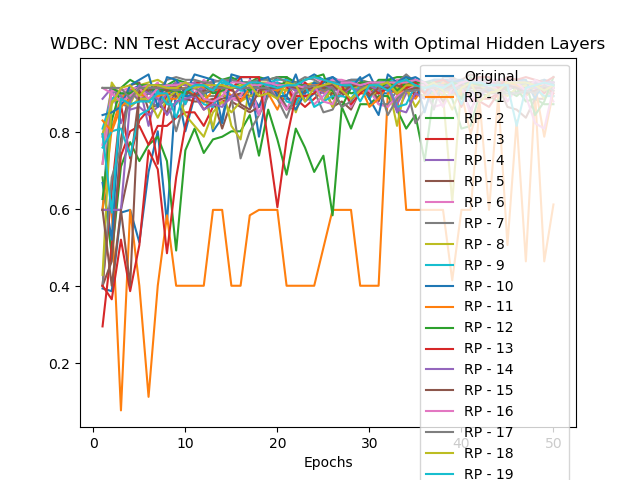 WDBC: NN Test Accuracy over Epochs with Optimal Hidden Layers
0.8
0.6
0.4
0.2
0
10
20
30
40
50
Epochs
Original
RP - 1
RP - 2
RP - 3
RP - 4
RP - 5
RP - 6
RP - 7
RP - 8
RP - 9
RP - 10
RP - 11
RP - 12
RP - 13
RP - 14
RP - 15
RP - 16
RP - 17
RP - 18
RP - 19